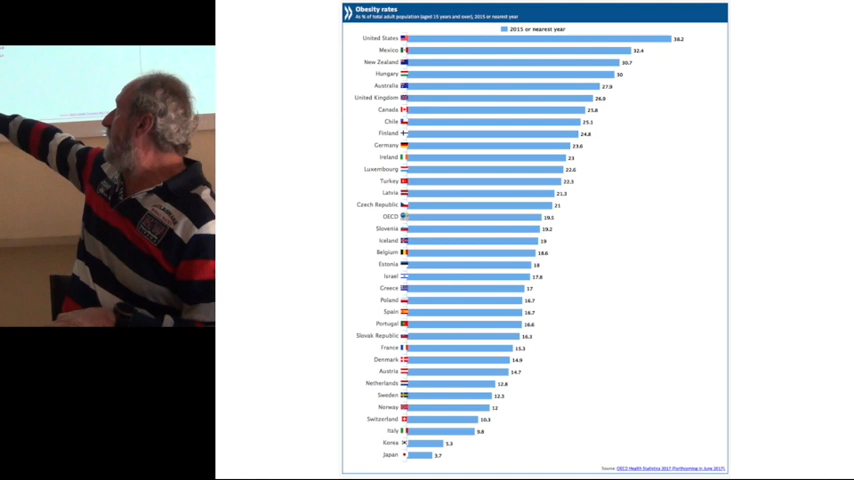 Obesity rates
As % of total adult population (aged 15 years and over), 2015 or nearest year
2015 or nearest year
United States 38.2
Mexico 32.4
New Zealand 30.7
Hungary 30
Australia 27.9
United Kingdom 26.9
Canada 25.8
Chile 25.1
Finland 24.8
Germany 23.6
Ireland 23
Luxembourg 22.6
Turkey 22.3
Latvia 21.3
Czech Republic 21
OECD 19.5
Slovenia 19.2
Iceland 19
Belgium 18.6
Estonia 18
Israel 17.8
Greece 17
Poland 16.7
Spain 16.7
Portugal 16.6
Slovak Republic 16.3
France 15.3
Denmark 14.9
Austria 14.7
Netherlands 12.8
Sweden 12.3
Norway 12
Switzerland 10.3
Italy 9.8
Korea 5.3
Japan 3.7
Source: OECD Health Statistics 2017 (Forthcoming in June 2017).